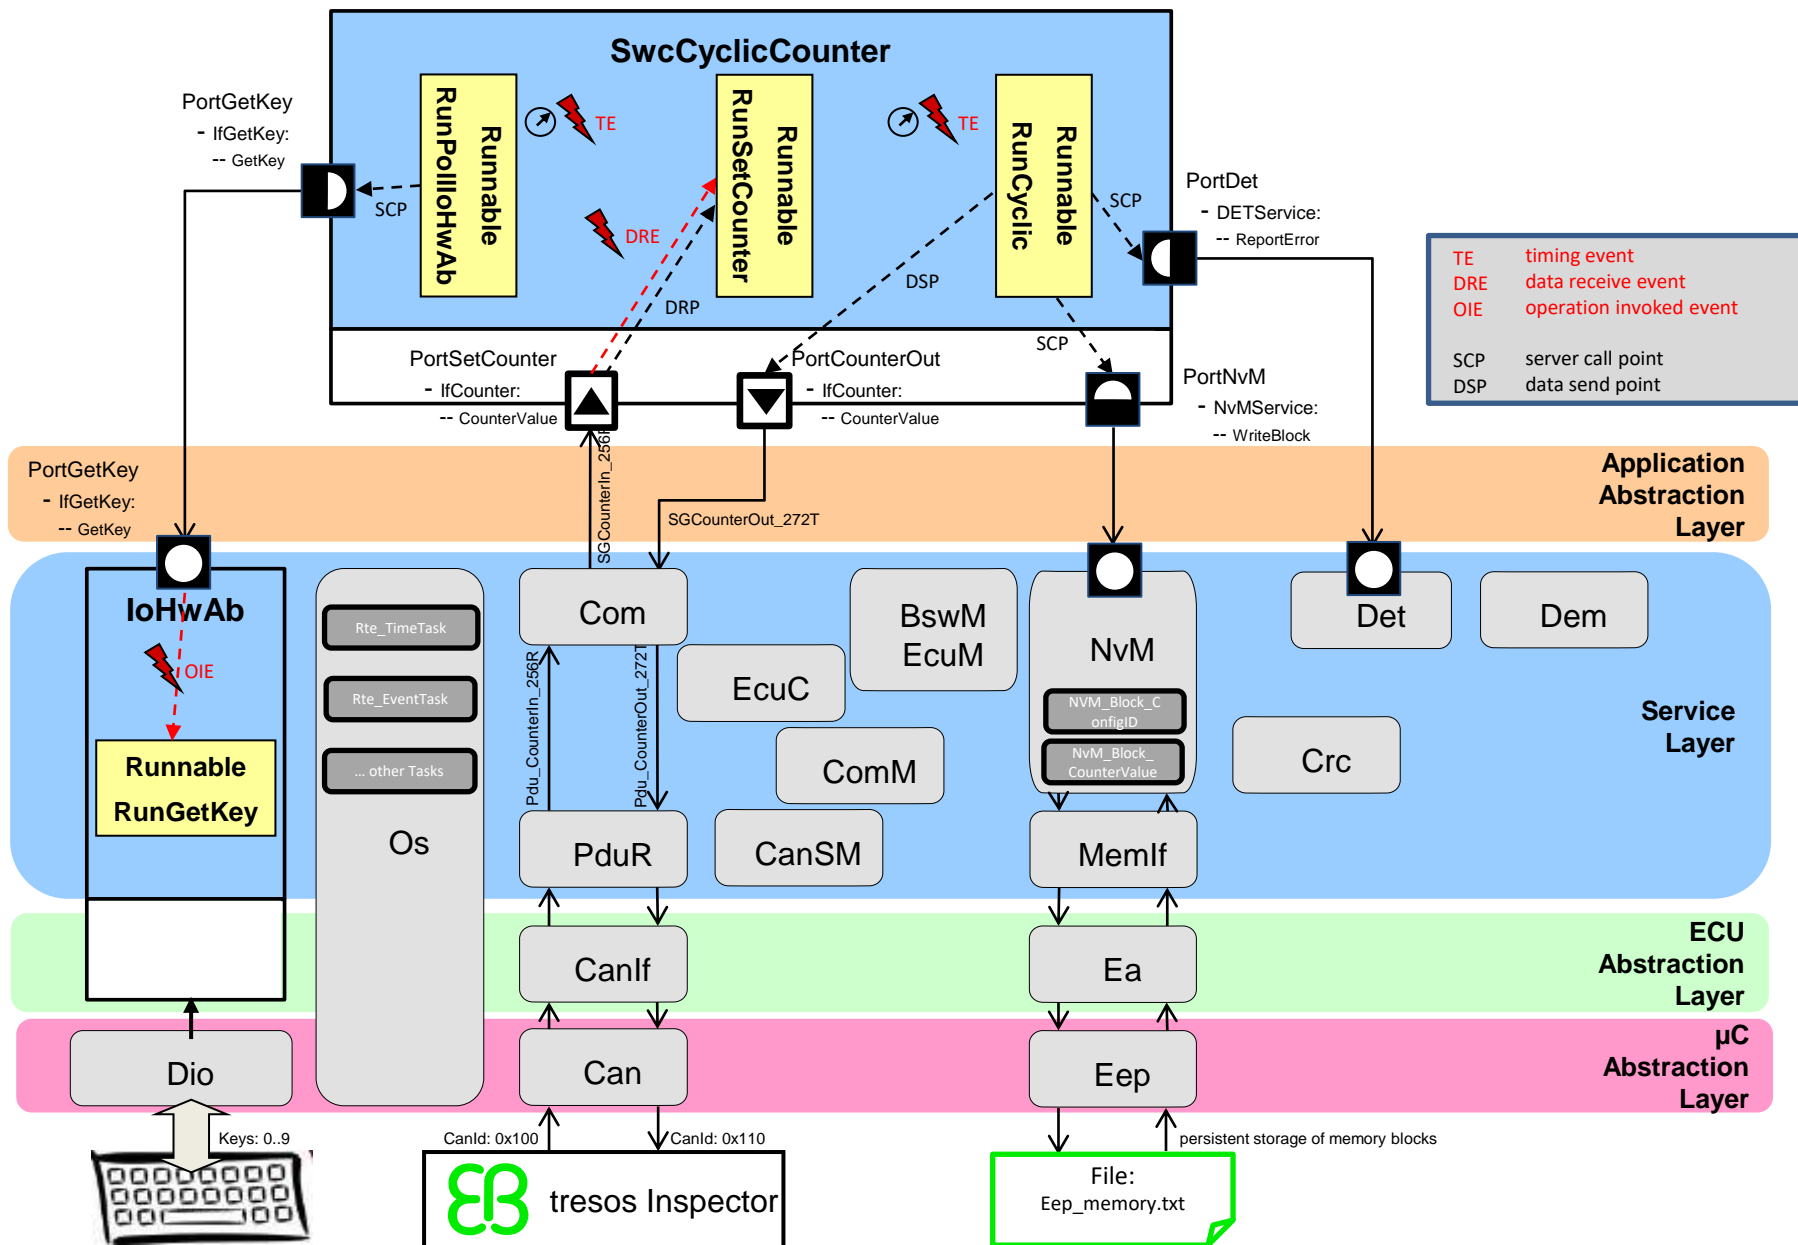 SwcCyclicCounter
PortGetKey
- IfGetKey:
-- GetKey
Runnable
RunPollIoHwAb
TE
SCP
Runnable
RunSetCounter
DRE
DRP
TE
Runnable
RunCyclic
SCP
DSP
SCP
PortDet
- DETService:
-- ReportError
TE timing event
DRE data receive event
OIE operation invoked event
SCP server call point
DSP data send point
PortSetCounter
- IfCounter:
-- CounterValue
PortCounterOut
- IfCounter:
-- CounterValue
PortNvM
- NvMService:
-- WriteBlock
SGCounterIn_256R
SGCounterOut_272T
Application
Abstraction
Layer
PortGetKey
- IfGetKey:
-- GetKey
IoHwAb
OIE
Runnable
RunGetKey
Rte_TimeTask
Rte_EventTask
... other Tasks
Os
Com
Pdu_CounterIn_256R
Pdu_CounterOut_272T
PduR
EcuC
BswM
EcuM
ComM
CanSM
NvM
NVM_Block_C
onfigID
NvM_Block_
CounterValue
MemIf
Det
Dem
Crc
Service
Layer
CanIf
Ea
ECU
Abstraction
Layer
Dio
Can
Eep
µC
Abstraction
Layer
Keys: 0..9
CanId: 0x100
CanId: 0x110
persistent storage of memory blocks
EB
tresos Inspector
File:
Eep_memory.txt